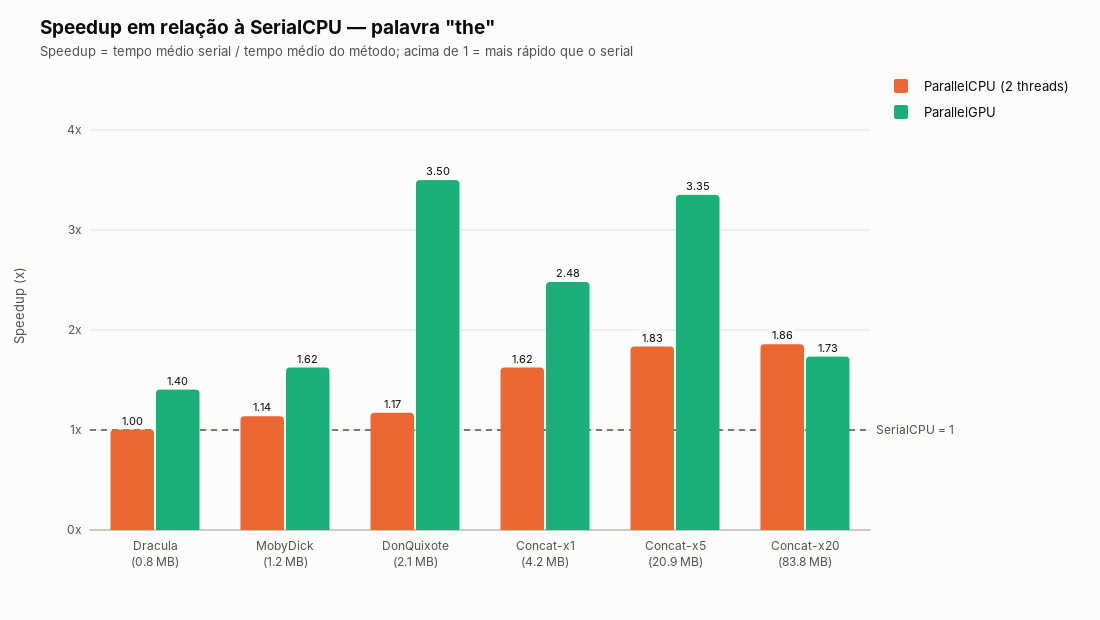 Speedup em relação à SerialCPU — palavra "the"
Speedup = tempo médio serial / tempo médio do método; acima de 1 = mais rápido que o serial
ParallelCPU (2 threads)
ParallelGPU
Speedup (x)
4x
3x
2x
1x
0x
1.00
1.40
1.14
1.62
1.17
3.50
1.62
2.48
1.83
3.35
1.86
1.73
SerialCPU = 1
Dracula
(0.8 MB)
MobyDick
(1.2 MB)
DonQuixote
(2.1 MB)
Concat-x1
(4.2 MB)
Concat-x5
(20.9 MB)
Concat-x20
(83.8 MB)